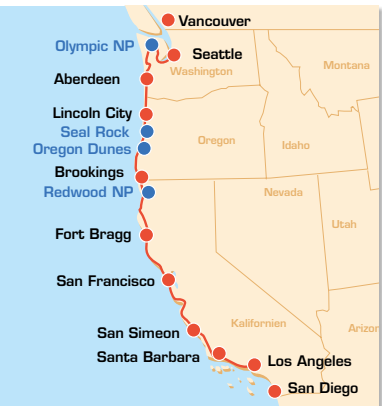 Vancouver
Olympic NP
Seattle
Washington
Montana
Aberdeen
Lincoln City
Seal Rock
Oregon
Idaho
Oregon Dunes
Brookings
Redwood NP
Nevada
Utah
Fort Bragg
San Francisco
Kalifornien
Arizor
San Simeon
Santa Barbara
Los Angeles
San Diego